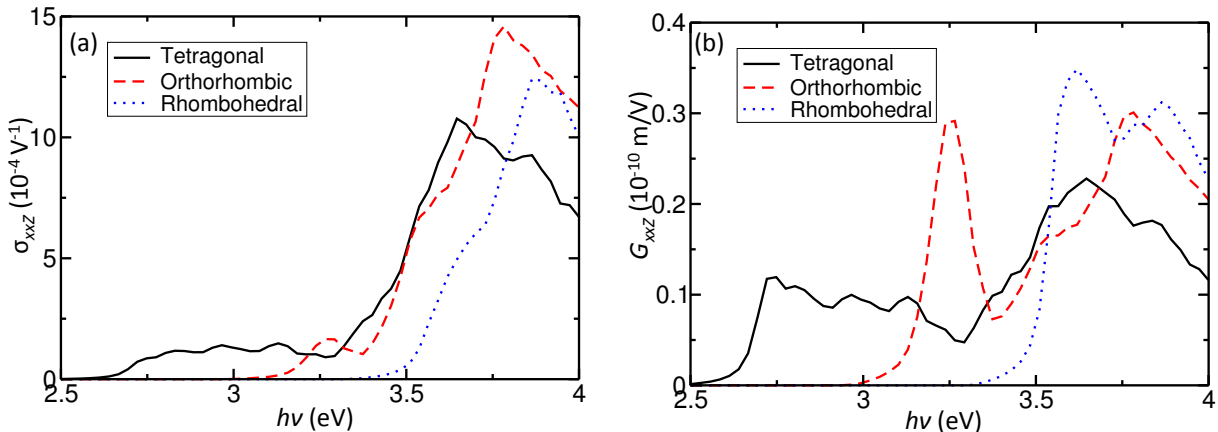 (a)
Tetragonal
Orthorhombic
Rhombohedral
15
10
5
0
2.5
3
3.5
4
σxxZ (10⁻⁴ V⁻¹)
hν (eV)
(b)
Tetragonal
Orthorhombic
Rhombohedral
0.4
0.3
0.2
0.1
0
2.5
3
3.5
4
GxxZ (10⁻¹⁰ m/V)
hν (eV)